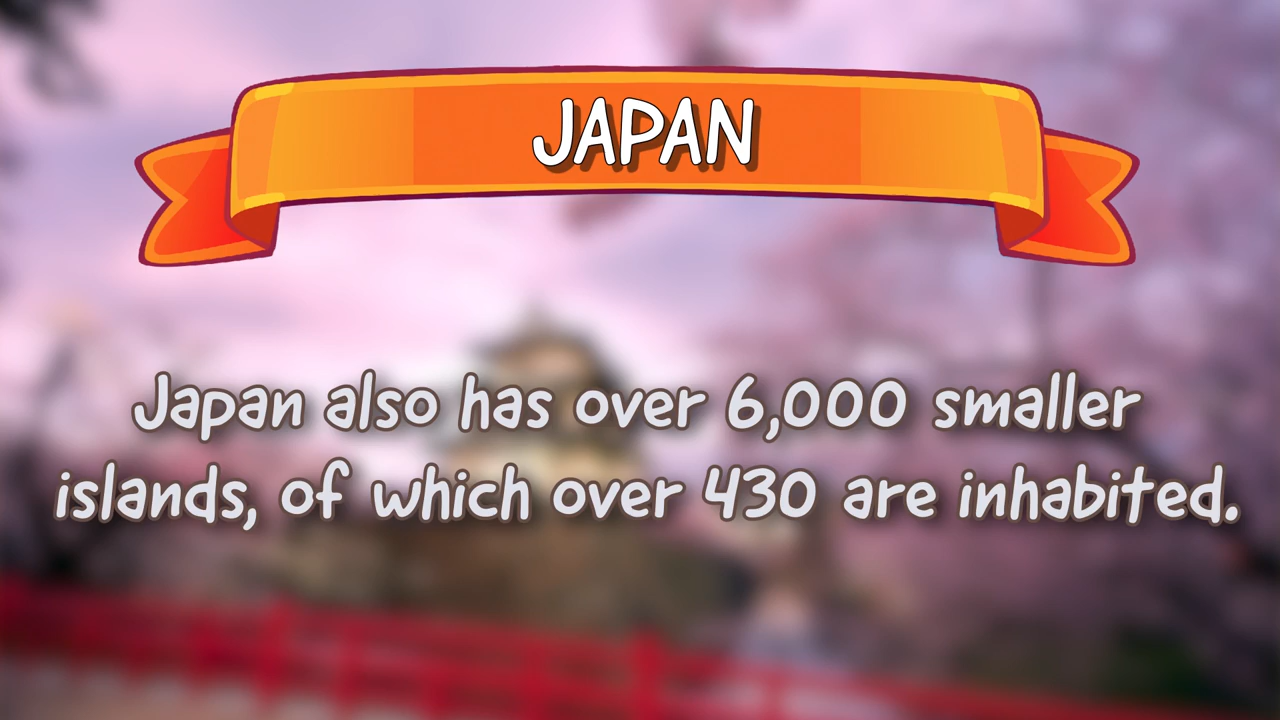 JAPAN
Japan also has over 6,000 smaller
islands, of which over 430 are inhabited.